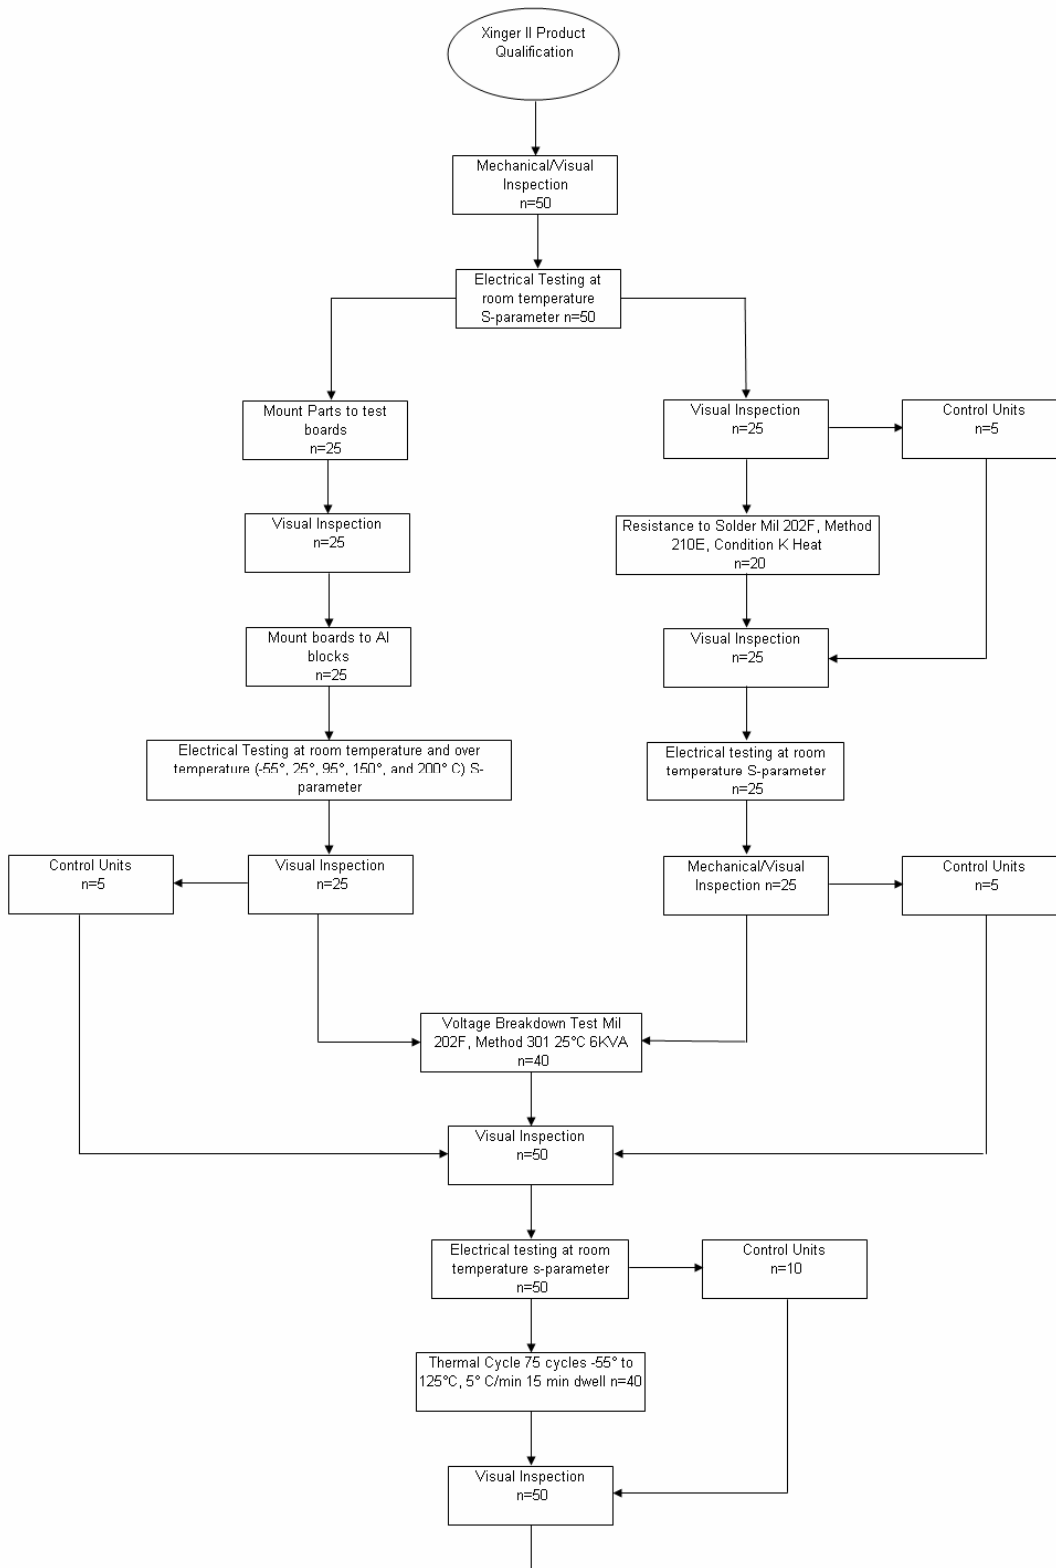 Xinger II Product
Qualification
Mechanical/Visual
Inspection
n=50
Electrical Testing at
room temperature
S-parameter n=50
Mount Parts to test
boards
n=25
Visual Inspection
n=25
Control Units
n=5
Visual Inspection
n=25
Resistance to Solder Mil 202F, Method
210E, Condition K Heat
n=20
Mount boards to Al
blocks
n=25
Visual Inspection
n=25
Electrical Testing at room temperature and over
temperature (-55°, 25°, 95°, 150°, and 200° C) S-
parameter
Electrical testing at room
temperature S-parameter
n=25
Control Units
n=5
Visual Inspection
n=25
Mechanical/Visual
Inspection n=25
Control Units
n=5
Voltage Breakdown Test Mil
202F, Method 301 25°C 6KVA
n=40
Visual Inspection
n=50
Electrical testing at room
temperature s-parameter
n=50
Control Units
n=10
Thermal Cycle 75 cycles -55° to
125°C, 5° C/min 15 min dwell n=40
Visual Inspection
n=50